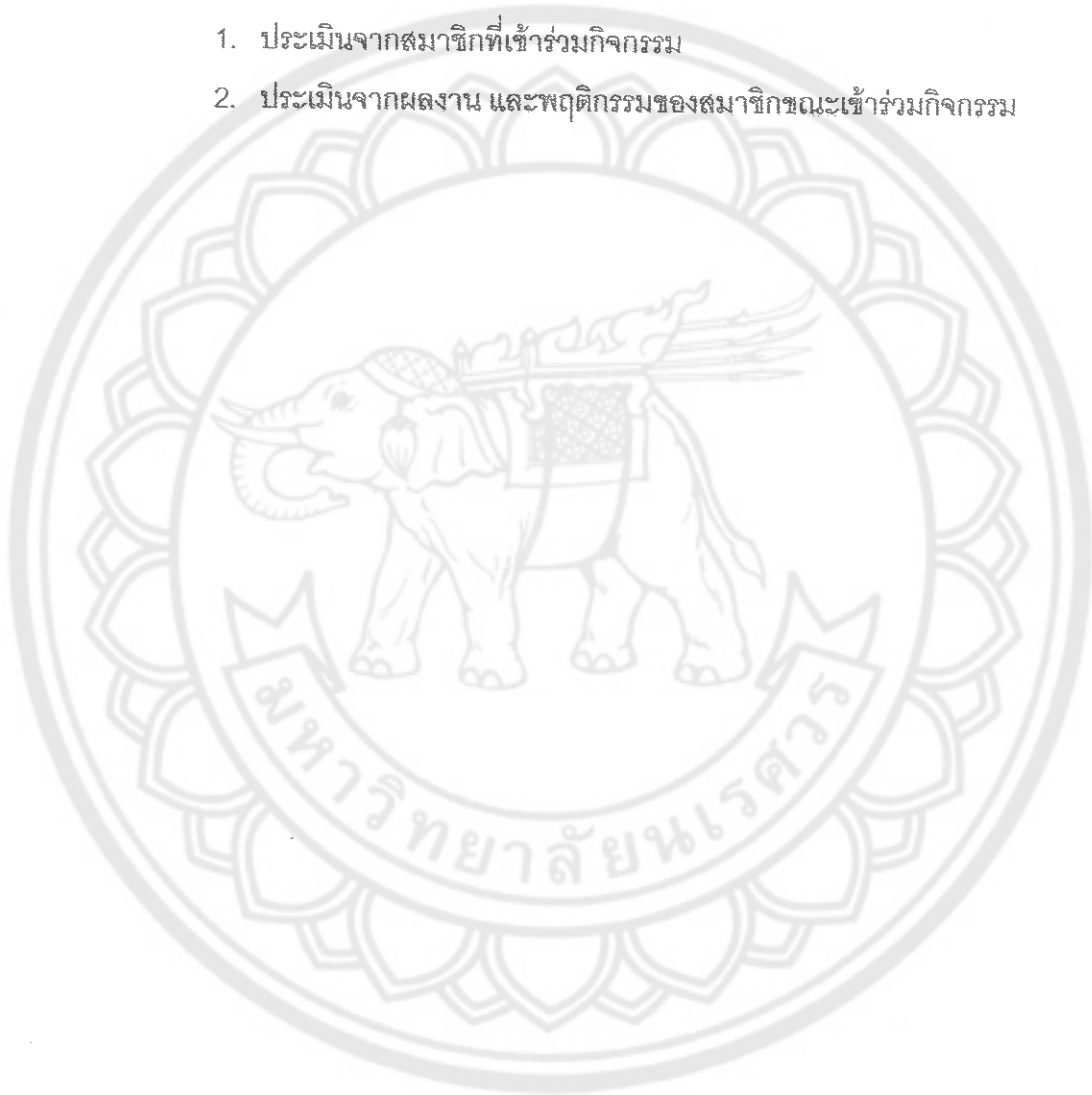 1. ประเมินจากสมาชิกที่เข้าร่วมกิจกรรม
2. ประเมินจากผลงาน และพฤติกรรมของสมาชิกขณะเข้าร่วมกิจกรรม
มหาวิทยาลัยนเรศวร